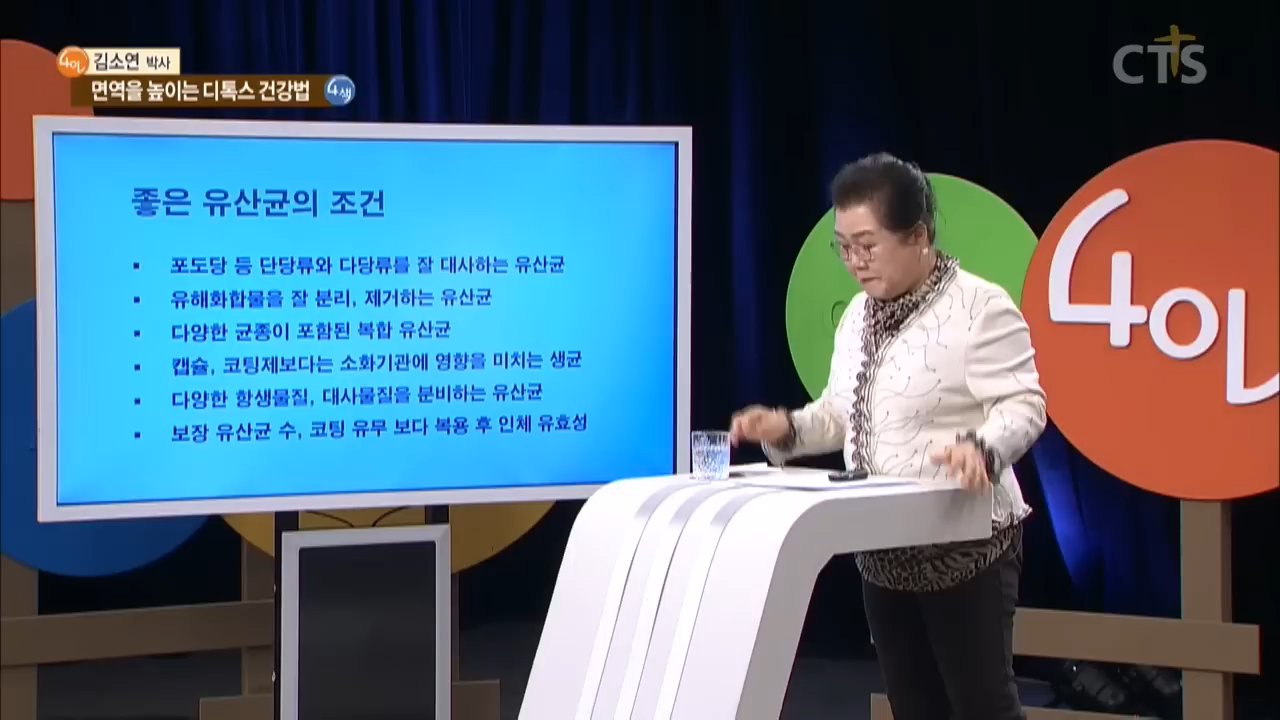 4인
김소연 박사
면역을 높이는 디톡스 건강법
4색
CTS
좋은 유산균의 조건
▪ 포도당 등 단당류와 다당류를 잘 대사하는 유산균
▪ 유해화합물을 잘 분리, 제거하는 유산균
▪ 다양한 균종이 포함된 복합 유산균
▪ 캡슐, 코팅제보다는 소화기관에 영향을 미치는 생균
▪ 다양한 항생물질, 대사물질을 분비하는 유산균
▪ 보장 유산균 수, 코팅 유무 보다 복용 후 인체 유효성
4인